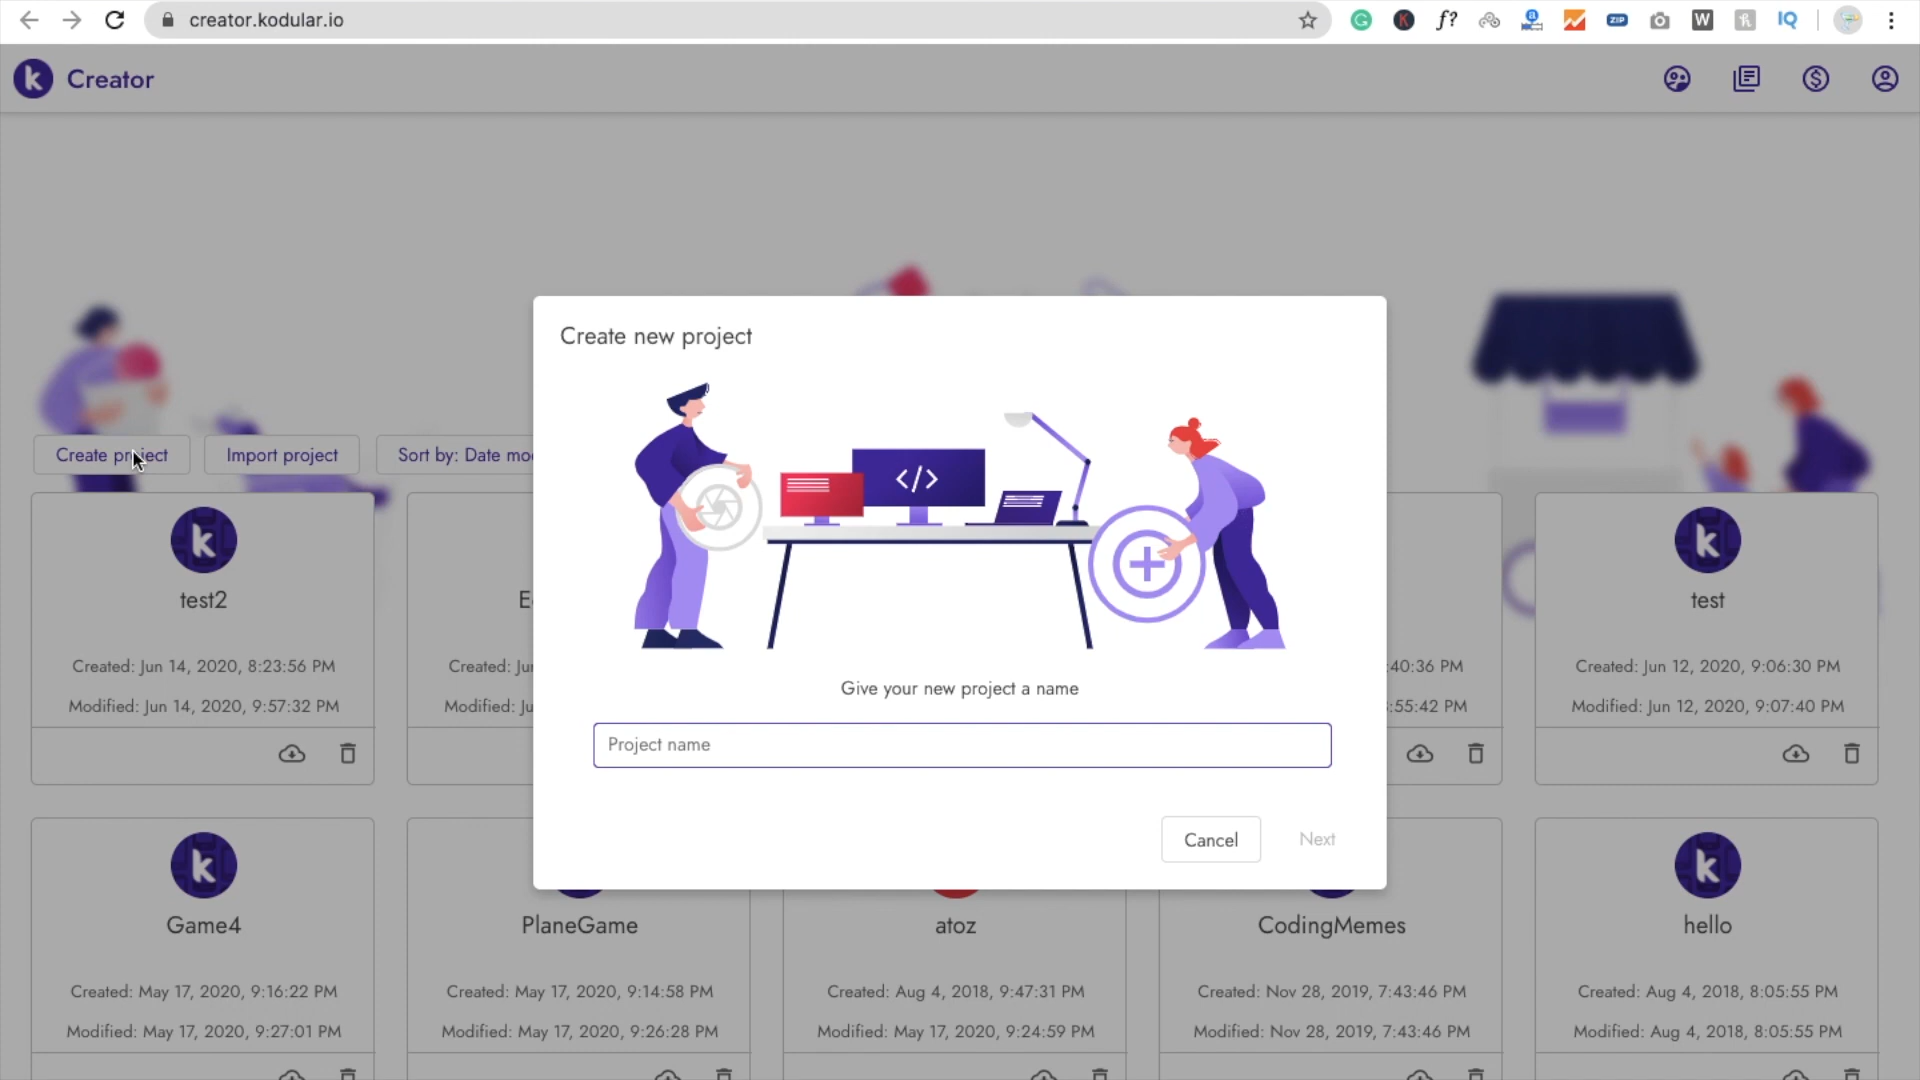 creator.kodular.io
Creator
Create new project
Create project
Import project
Sort by: Date mo
</>
test2
test
Created: Jun 14, 2020, 8:23:56 PM
Created: Ju
:40:36 PM
Created: Jun 12, 2020, 9:06:30 PM
Modified: Jun 14, 2020, 9:57:32 PM
Modified: Ju
:55:42 PM
Modified: Jun 12, 2020, 9:07:40 PM
Give your new project a name
Project name
Cancel
Next
Game4
PlaneGame
atoz
CodingMemes
hello
Created: May 17, 2020, 9:16:22 PM
Created: May 17, 2020, 9:14:58 PM
Created: Aug 4, 2018, 9:47:31 PM
Created: Nov 28, 2019, 7:43:46 PM
Created: Aug 4, 2018, 8:05:55 PM
Modified: May 17, 2020, 9:27:01 PM
Modified: May 17, 2020, 9:26:28 PM
Modified: May 17, 2020, 9:24:59 PM
Modified: Nov 28, 2019, 7:43:46 PM
Modified: Aug 4, 2018, 8:05:55 PM